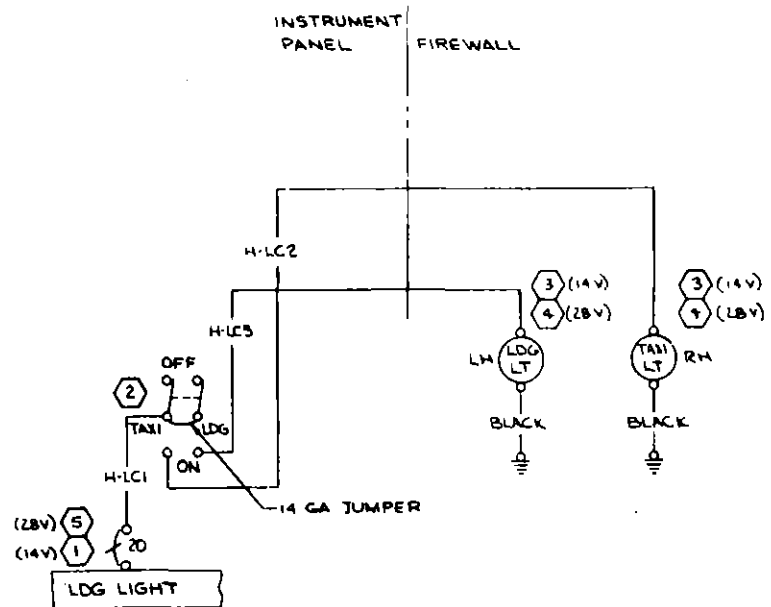 INSTRUMENT PANEL
FIREWALL
H-LC2
H-LC3
3 (14V)
4 (28V)
3 (14V)
4 (28V)
LH
LDG LT
TAXI LT
RH
OFF
2
TAXI
LDG
BLACK
BLACK
ON
H-LC1
14 GA JUMPER
(28V) 5
(14V) 1
20
LDG LIGHT